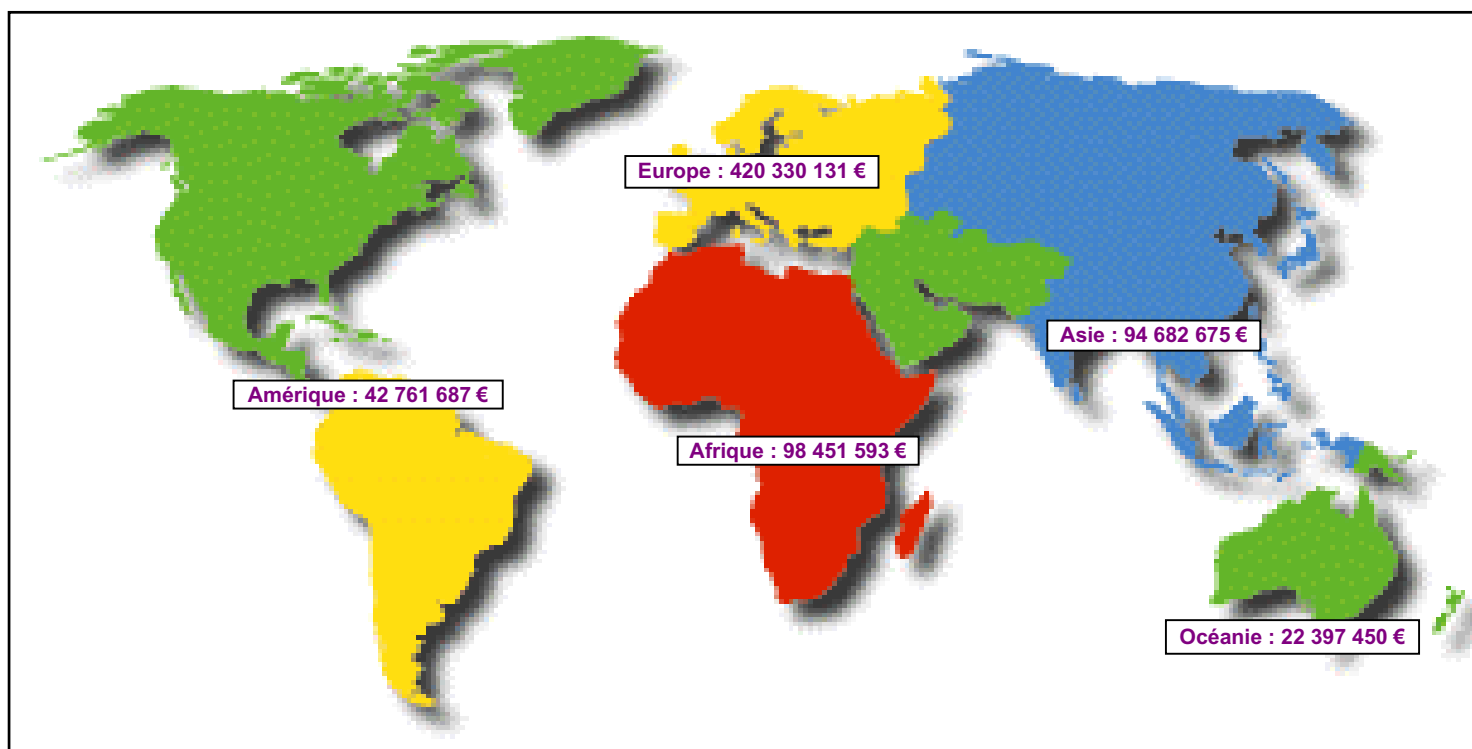 Europe : 420 330 131 €
Asie : 94 682 675 €
Amérique : 42 761 687 €
Afrique : 98 451 593 €
Océanie : 22 397 450 €